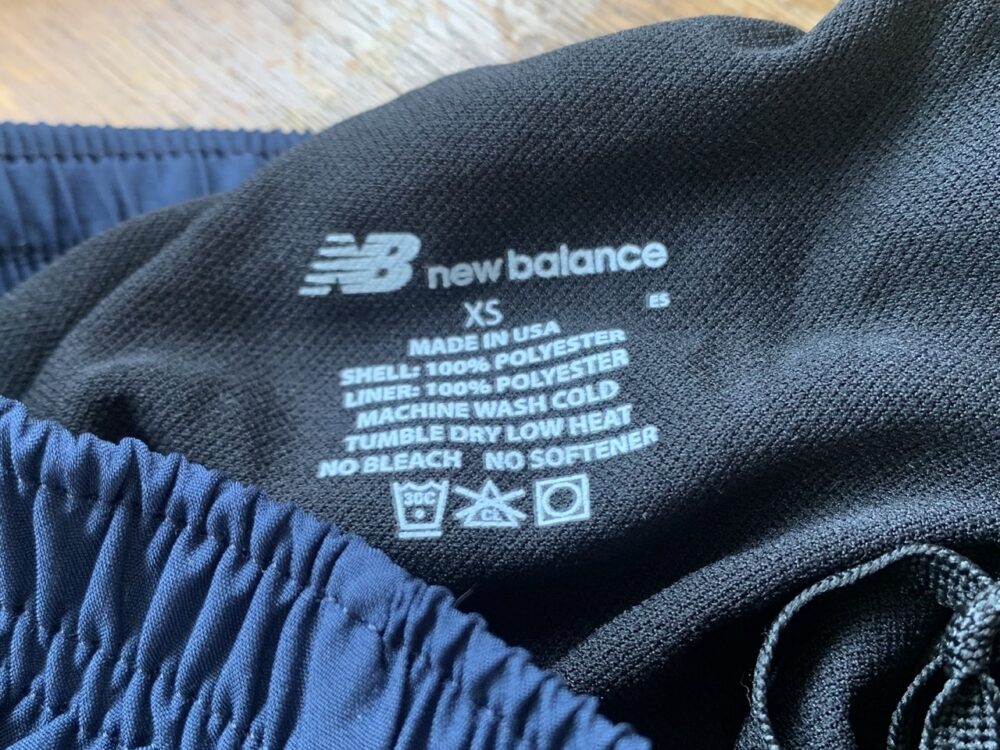 NB new balance
XS ES
MADE IN USA
SHELL: 100% POLYESTER
LINER: 100% POLYESTER
MACHINE WASH COLD
TUMBLE DRY LOW HEAT
NO BLEACH NO SOFTENER
30C CL